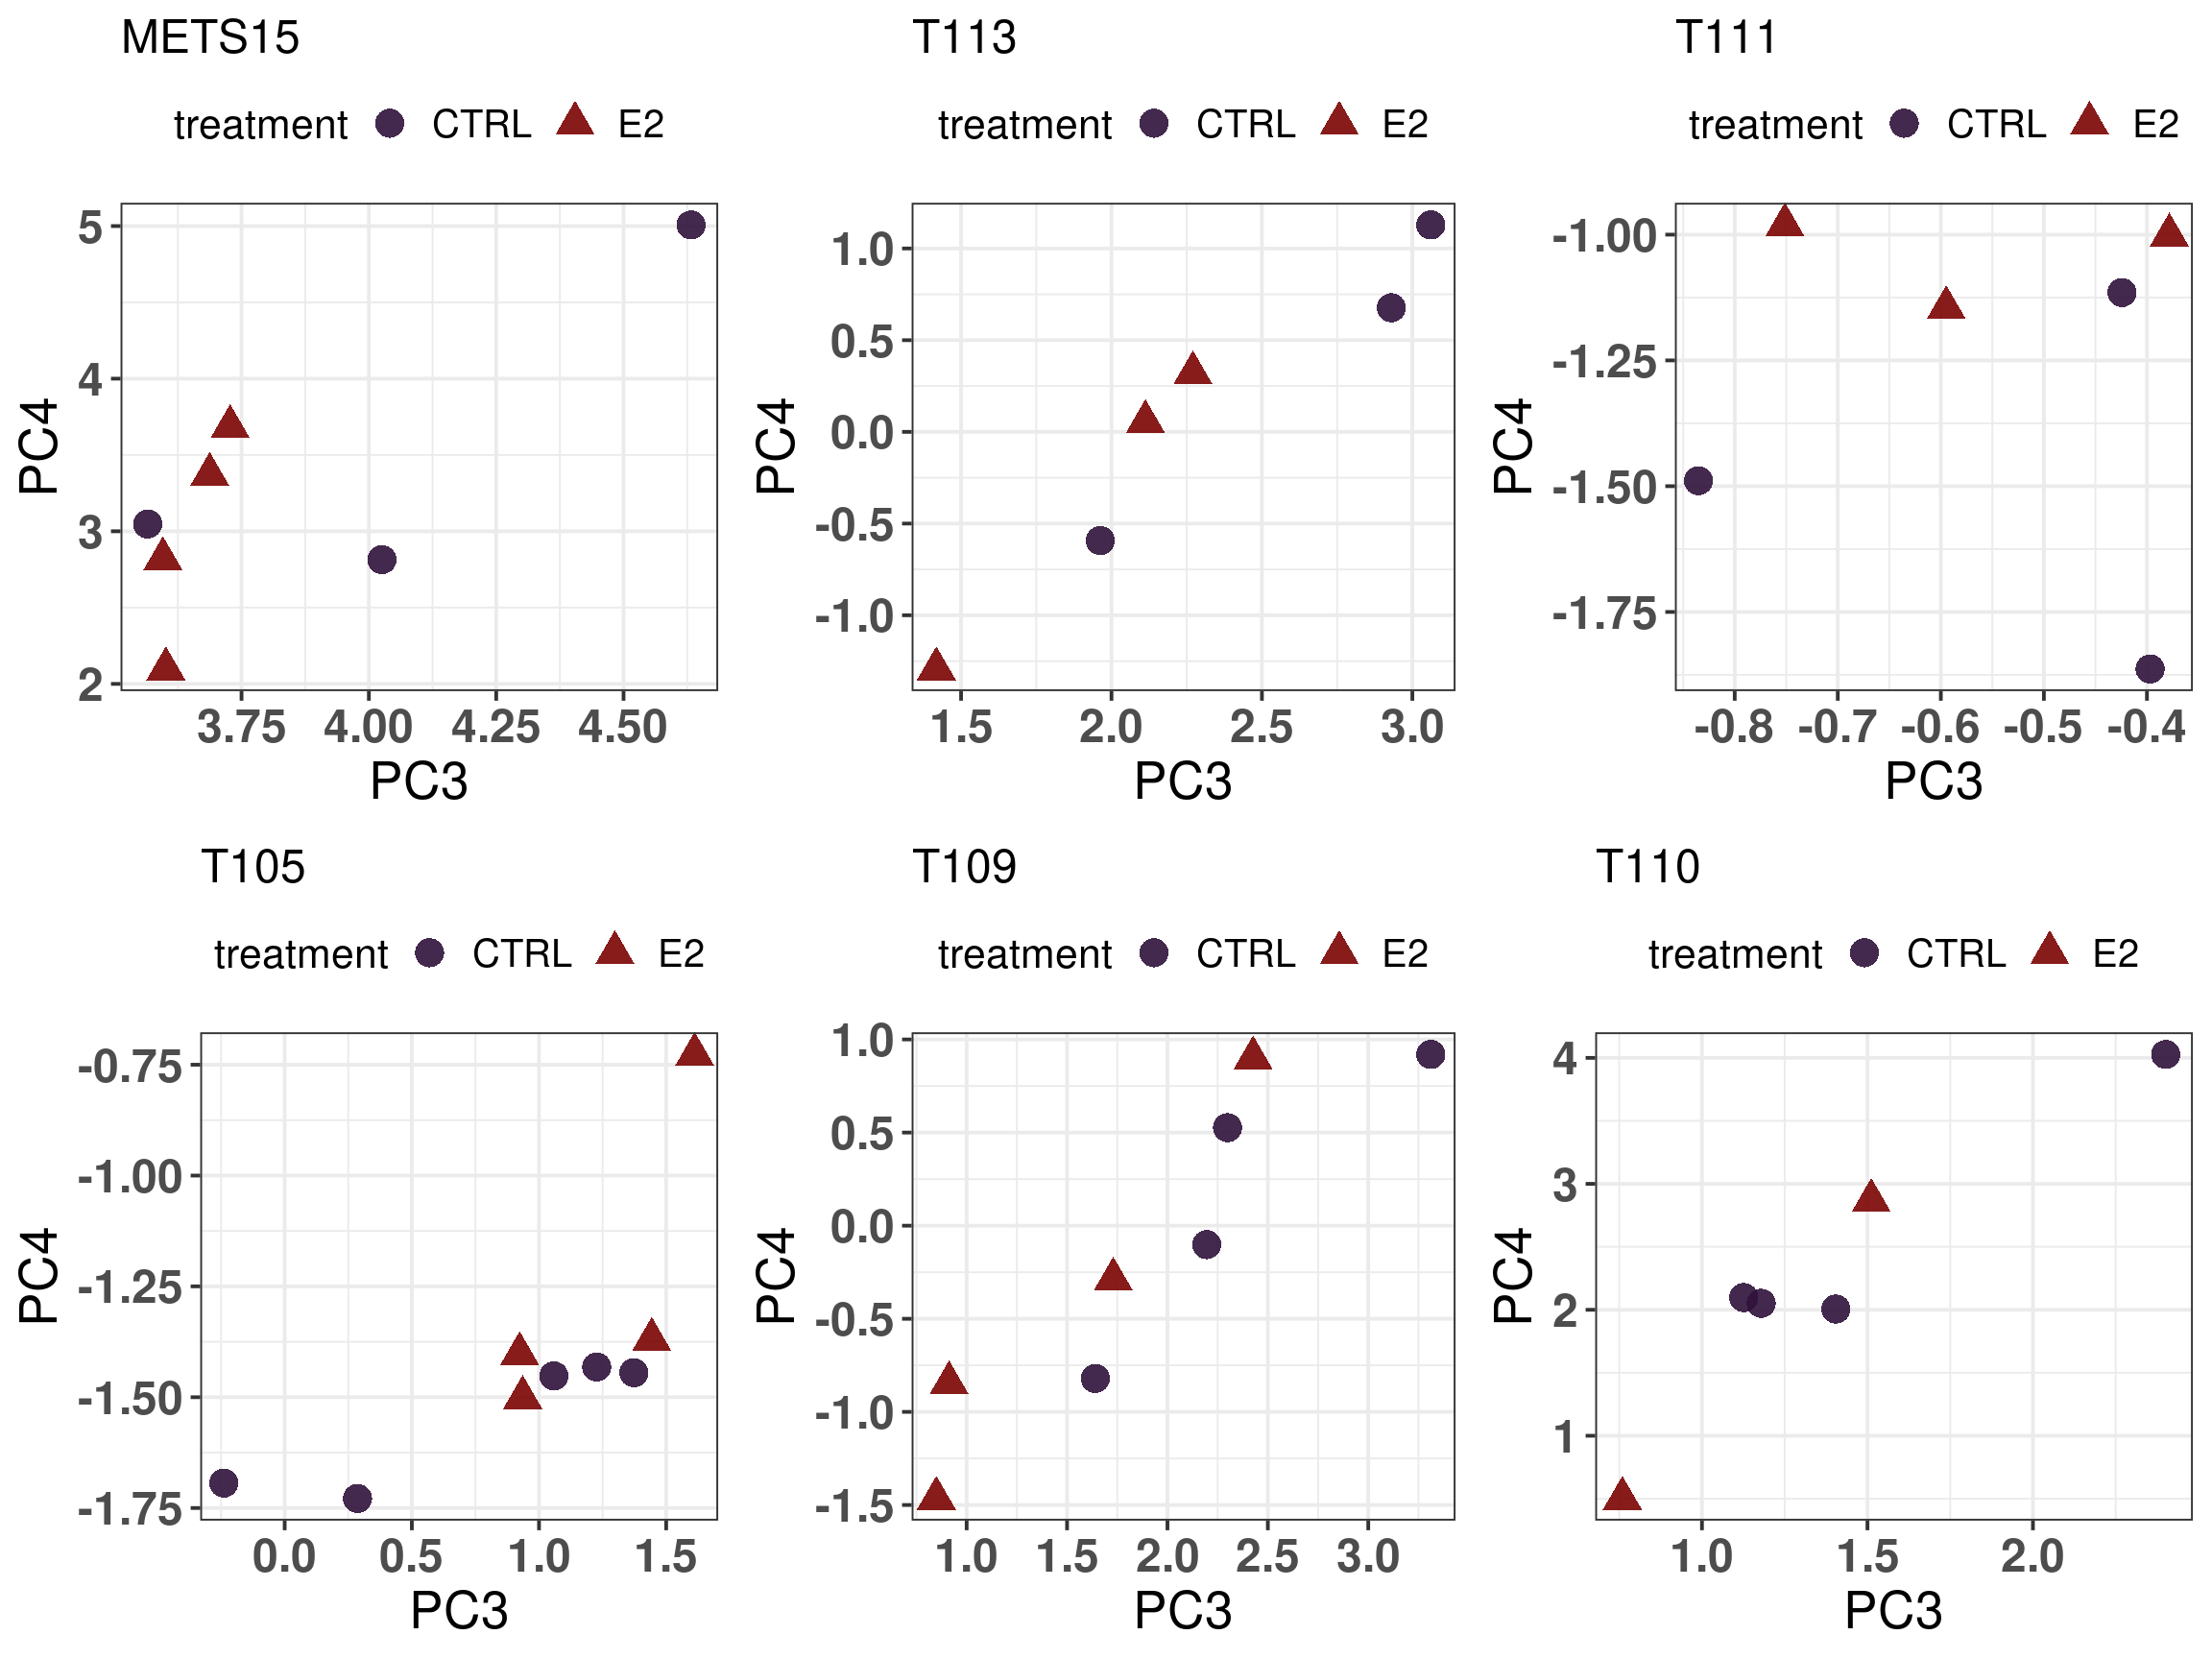 METS15
treatment CTRL E2
PC4
5
4
3
2
3.75 4.00 4.25 4.50
PC3
T113
treatment CTRL E2
PC4
1.0
0.5
0.0
-0.5
-1.0
1.5 2.0 2.5 3.0
PC3
T111
treatment CTRL E2
PC4
-1.00
-1.25
-1.50
-1.75
-0.8 -0.7 -0.6 -0.5 -0.4
PC3
T105
treatment CTRL E2
PC4
-0.75
-1.00
-1.25
-1.50
-1.75
0.0 0.5 1.0 1.5
PC3
T109
treatment CTRL E2
PC4
1.0
0.5
0.0
-0.5
-1.0
-1.5
1.0 1.5 2.0 2.5 3.0
PC3
T110
treatment CTRL E2
PC4
4
3
2
1
1.0 1.5 2.0
PC3